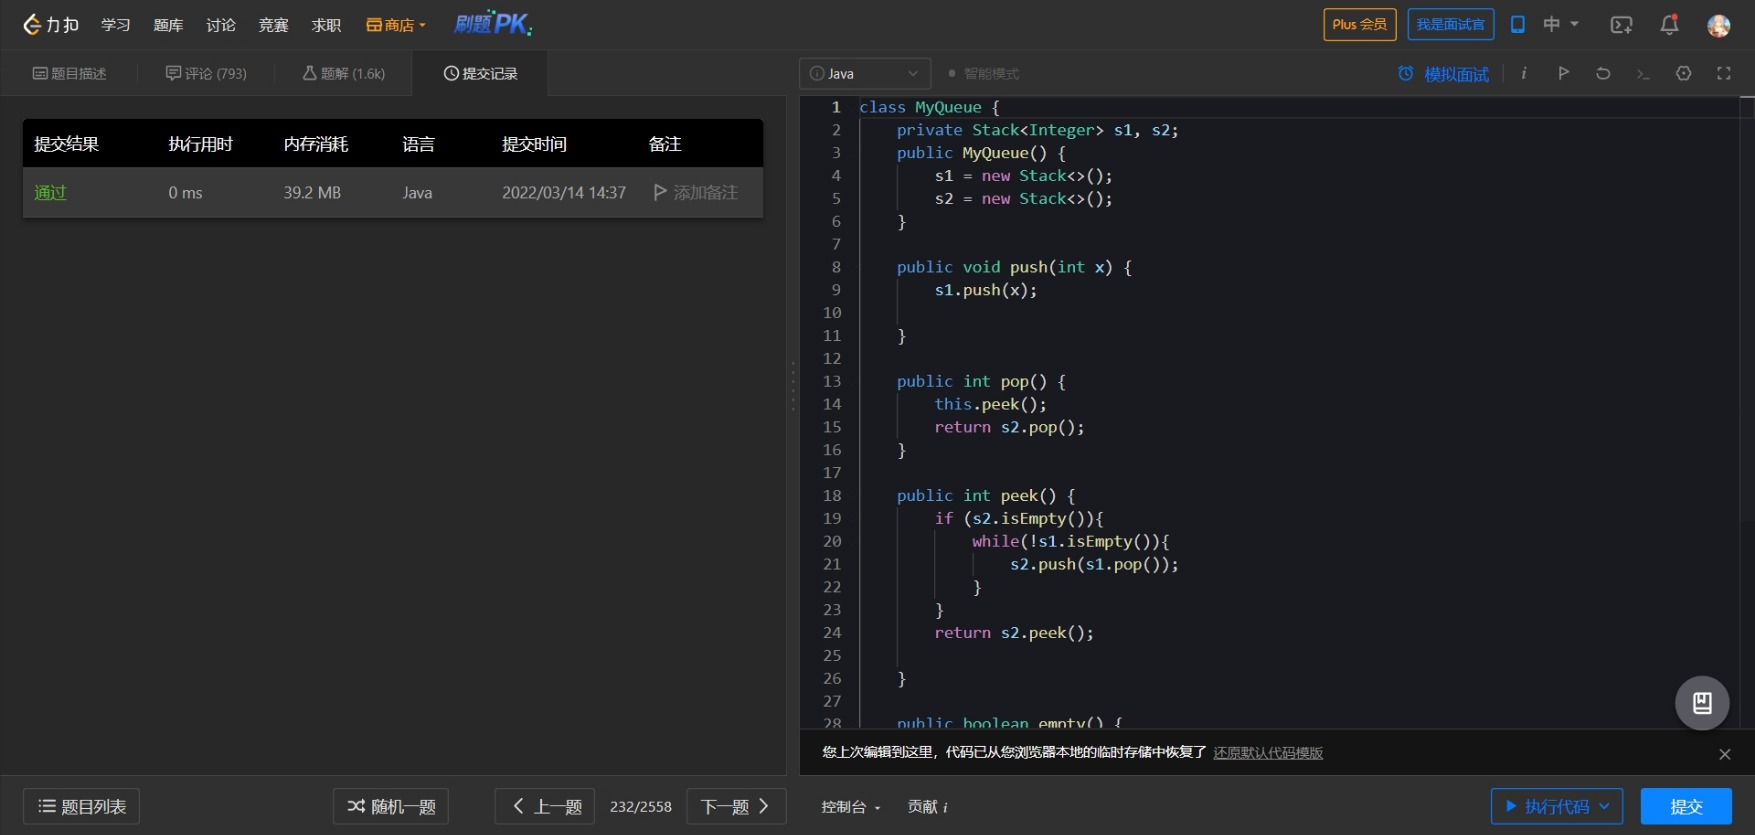 力扣 学习 题库 讨论 竞赛 求职 商店 刷题PK Plus 会员 我是面试官 中
题目描述 评论 (793) 题解 (1.6k) 提交记录
提交结果 执行用时 内存消耗 语言 提交时间 备注
通过 0 ms 39.2 MB Java 2022/03/14 14:37 添加备注
i Java 智能模式 模拟面试 i
1 class MyQueue {
2 private Stack<Integer> s1, s2;
3 public MyQueue() {
4 s1 = new Stack<>();
5 s2 = new Stack<>();
6 }
7
8 public void push(int x) {
9 s1.push(x);
10
11 }
12
13 public int pop() {
14 this.peek();
15 return s2.pop();
16 }
17
18 public int peek() {
19 if (s2.isEmpty()){
20 while(!s1.isEmpty()){
21 s2.push(s1.pop());
22 }
23 }
24 return s2.peek();
25
26 }
27
28 public boolean empty() {
您上次编辑到这里，代码已从您浏览器本地的临时存储中恢复了 还原默认代码模版
题目列表 随机一题 上一题 232/2558 下一题 控制台 贡献 i 执行代码 提交